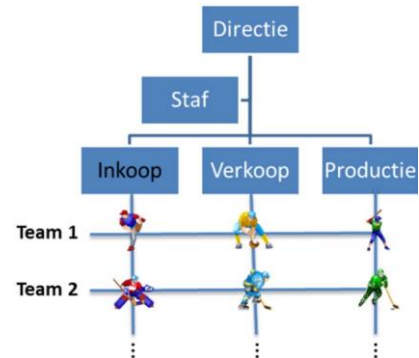 Directie
Staf
Inkoop Verkoop Productie
Team 1
Team 2
⋮ ⋮ ⋮